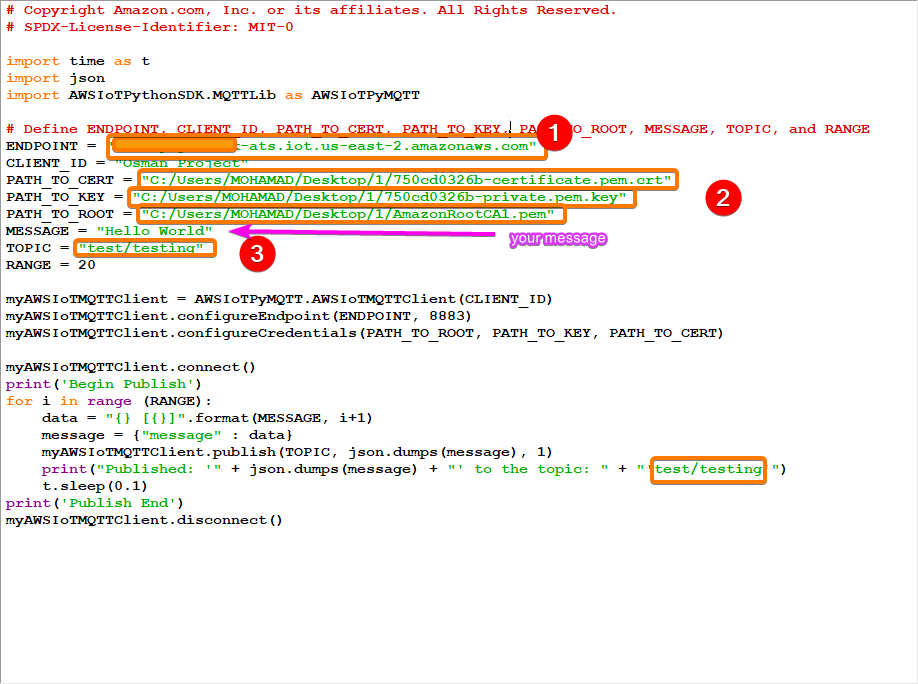 # Copyright Amazon.com, Inc. or its affiliates. All Rights Reserved.
# SPDX-License-Identifier: MIT-0
import time as t
import json
import AWSIoTPythonSDK.MQTTLib as AWSIoTPyMQTT
# Define ENDPOINT, CLIENT_ID, PATH_TO_CERT, PATH_TO_KEY, PATH_TO_ROOT, MESSAGE, TOPIC, and RANGE
1
ENDPOINT = "t-ats.iot.us-east-2.amazonaws.com"
CLIENT_ID = "Osman Project"
PATH_TO_CERT = "C:/Users/MOHAMAD/Desktop/1/750cd0326b-certificate.pem.crt"
PATH_TO_KEY = "C:/Users/MOHAMAD/Desktop/1/750cd0326b-private.pem.key"
2
PATH_TO_ROOT = "C:/Users/MOHAMAD/Desktop/1/AmazonRootCA1.pem"
MESSAGE = "Hello World"
your message
TOPIC = "test/testing"
3
RANGE = 20
myAWSIoTMQTTClient = AWSIoTPyMQTT.AWSIoTMQTTClient(CLIENT_ID)
myAWSIoTMQTTClient.configureEndpoint(ENDPOINT, 8883)
myAWSIoTMQTTClient.configureCredentials(PATH_TO_ROOT, PATH_TO_KEY, PATH_TO_CERT)
myAWSIoTMQTTClient.connect()
print('Begin Publish')
for i in range (RANGE):
data = "{} [{}]".format(MESSAGE, i+1)
message = {"message" : data}
myAWSIoTMQTTClient.publish(TOPIC, json.dumps(message), 1)
print("Published: '" + json.dumps(message) + "' to the topic: " + "'test/testing'")
t.sleep(0.1)
print('Publish End')
myAWSIoTMQTTClient.disconnect()